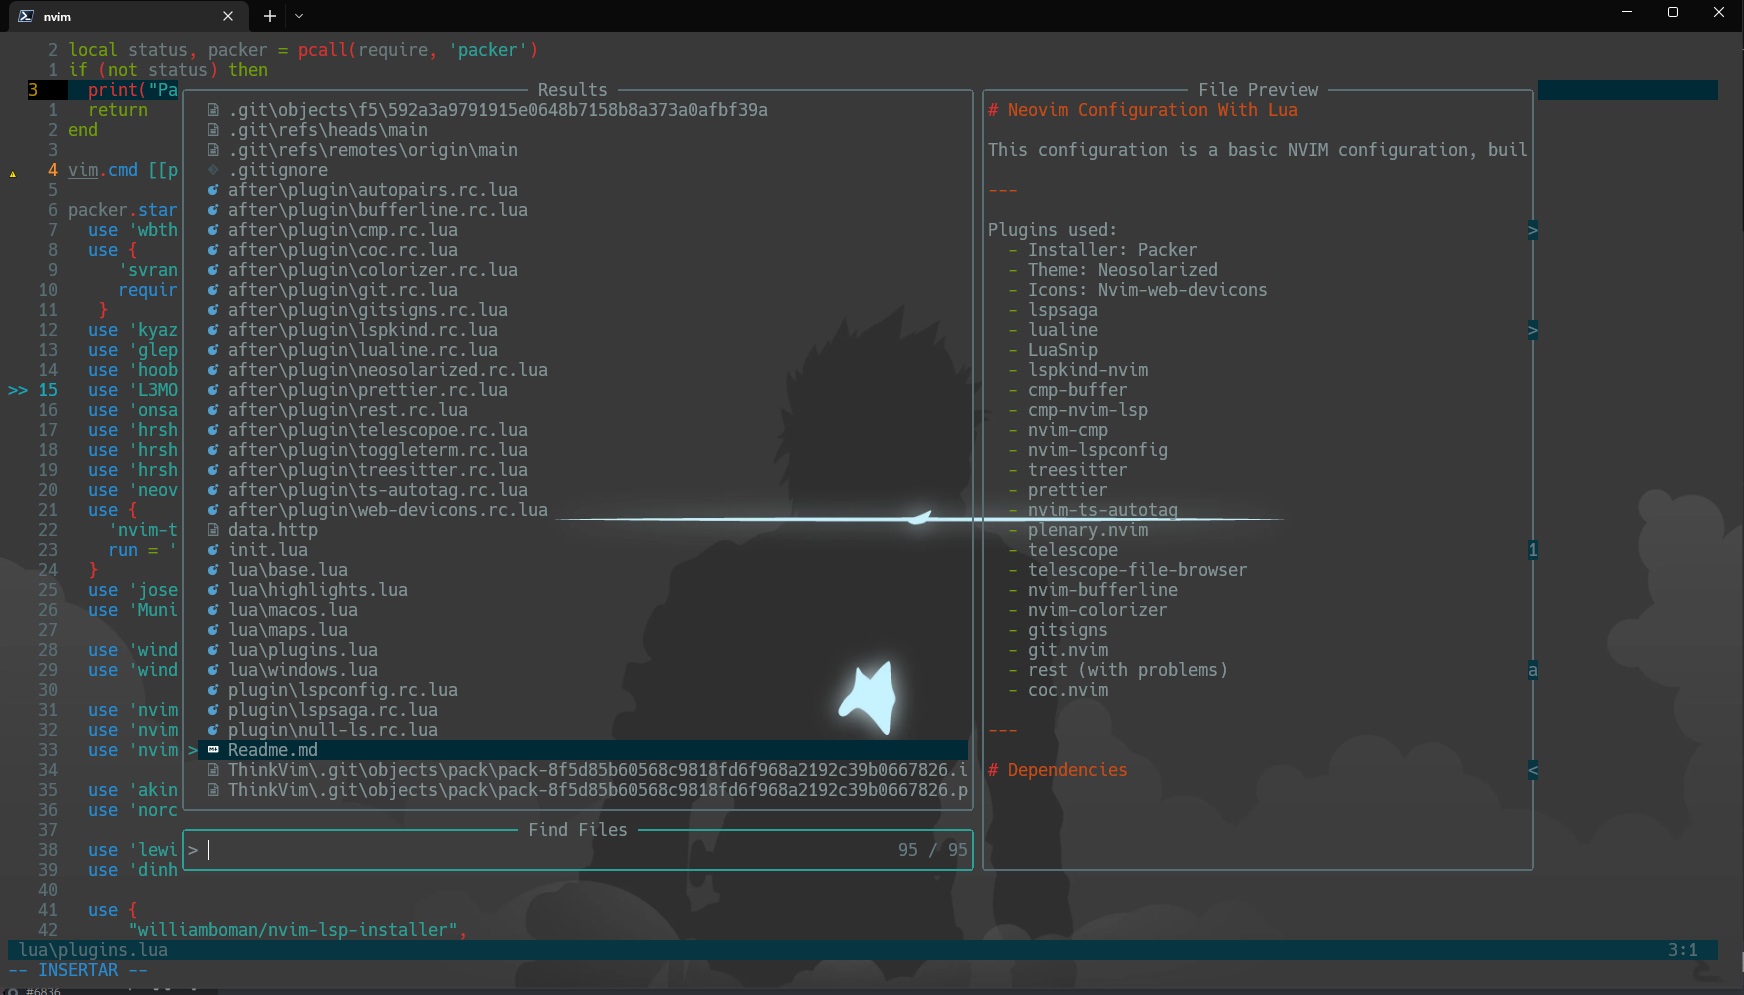 nvim
2 local status, packer = pcall(require, 'packer')
1 if (not status) then
3 print("Pa
1 return
2 end
3
4 vim.cmd [[p
5
6 packer.star
7 use 'wbth
8 use {
9 'svran
10 requir
11 }
12 use 'kyaz
13 use 'glep
14 use 'hoob
>> 15 use 'L3MO
16 use 'onsa
17 use 'hrsh
18 use 'hrsh
19 use 'hrsh
20 use 'neov
21 use {
22 'nvim-t
23 run = '
24 }
25 use 'jose
26 use 'Muni
27
28 use 'wind
29 use 'wind
30
31 use 'nvim
32 use 'nvim
33 use 'nvim
34
35 use 'akin
36 use 'norc
37
38 use 'lewi
39 use 'dinh
40
41 use {
42 "williamboman/nvim-lsp-installer",
Results
.git\objects\f5\592a3a9791915e0648b7158b8a373a0afbf39a
.git\refs\heads\main
.git\refs\remotes\origin\main
.gitignore
after\plugin\autopairs.rc.lua
after\plugin\bufferline.rc.lua
after\plugin\cmp.rc.lua
after\plugin\coc.rc.lua
after\plugin\colorizer.rc.lua
after\plugin\git.rc.lua
after\plugin\gitsigns.rc.lua
after\plugin\lspkind.rc.lua
after\plugin\lualine.rc.lua
after\plugin\neosolarized.rc.lua
after\plugin\prettier.rc.lua
after\plugin\rest.rc.lua
after\plugin\telescopoe.rc.lua
after\plugin\toggleterm.rc.lua
after\plugin\treesitter.rc.lua
after\plugin\ts-autotag.rc.lua
after\plugin\web-devicons.rc.lua
data.http
init.lua
lua\base.lua
lua\highlights.lua
lua\macos.lua
lua\maps.lua
lua\plugins.lua
lua\windows.lua
plugin\lspconfig.rc.lua
plugin\lspsaga.rc.lua
plugin\null-ls.rc.lua
> Readme.md
ThinkVim\.git\objects\pack\pack-8f5d85b60568c9818fd6f968a2192c39b0667826.i
ThinkVim\.git\objects\pack\pack-8f5d85b60568c9818fd6f968a2192c39b0667826.p
Find Files
> 95 / 95
File Preview
# Neovim Configuration With Lua
This configuration is a basic NVIM configuration, buil
---
Plugins used:
- Installer: Packer
- Theme: Neosolarized
- Icons: Nvim-web-devicons
- lspsaga
- lualine
- LuaSnip
- lspkind-nvim
- cmp-buffer
- cmp-nvim-lsp
- nvim-cmp
- nvim-lspconfig
- treesitter
- prettier
- nvim-ts-autotag
- plenary.nvim
- telescope
- telescope-file-browser
- nvim-bufferline
- nvim-colorizer
- gitsigns
- git.nvim
- rest (with problems)
- coc.nvim
---
# Dependencies
>
>
1
a
<
lua\plugins.lua 3:1
-- INSERTAR --
#6836